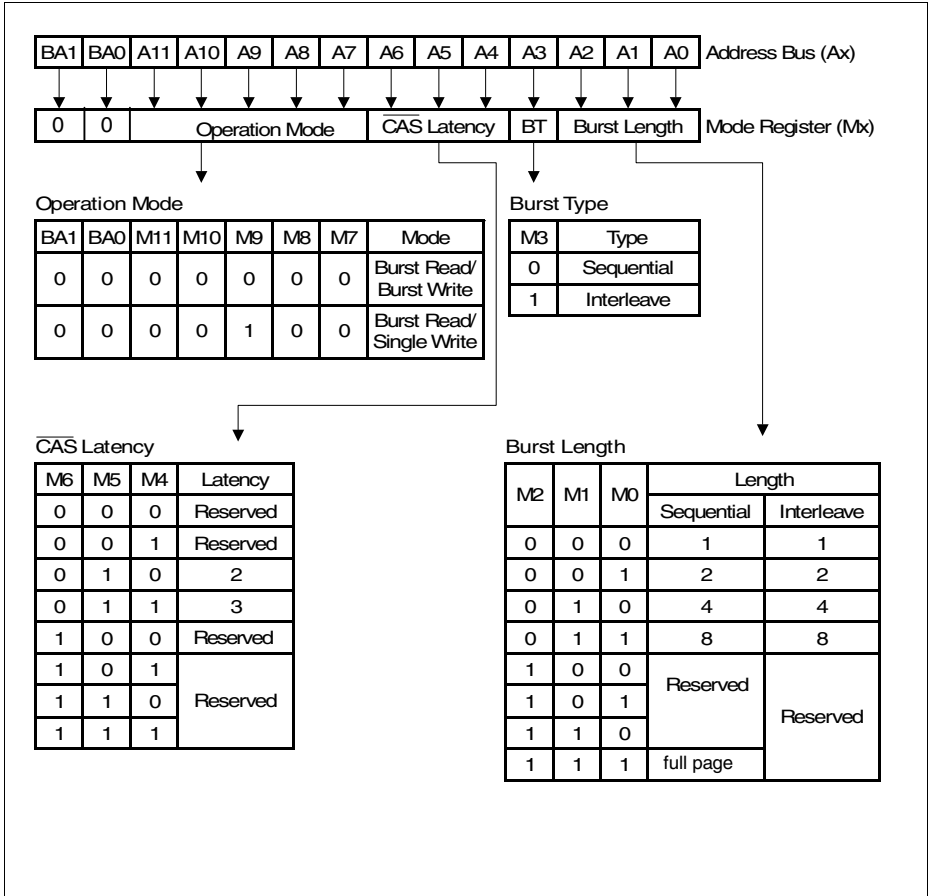 BA1 BA0 A11 A10 A9 A8 A7 A6 A5 A4 A3 A2 A1 A0 Address Bus (Ax)
0 0 Operation Mode CAS Latency BT Burst Length Mode Register (Mx)
Operation Mode
BA1 BA0 M11 M10 M9 M8 M7 Mode
0 0 0 0 0 0 0 Burst Read/
Burst Write
0 0 0 0 1 0 0 Burst Read/
Single Write
Burst Type
M3 Type
0 Sequential
1 Interleave
CAS Latency
M6 M5 M4 Latency
0 0 0 Reserved
0 0 1 Reserved
0 1 0 2
0 1 1 3
1 0 0 Reserved
1 0 1
1 1 0 Reserved
1 1 1
Burst Length
M2 M1 M0 Length
Sequential Interleave
0 0 0 1 1
0 0 1 2 2
0 1 0 4 4
0 1 1 8 8
1 0 0 Reserved
1 0 1 Reserved
1 1 0
1 1 1 full page